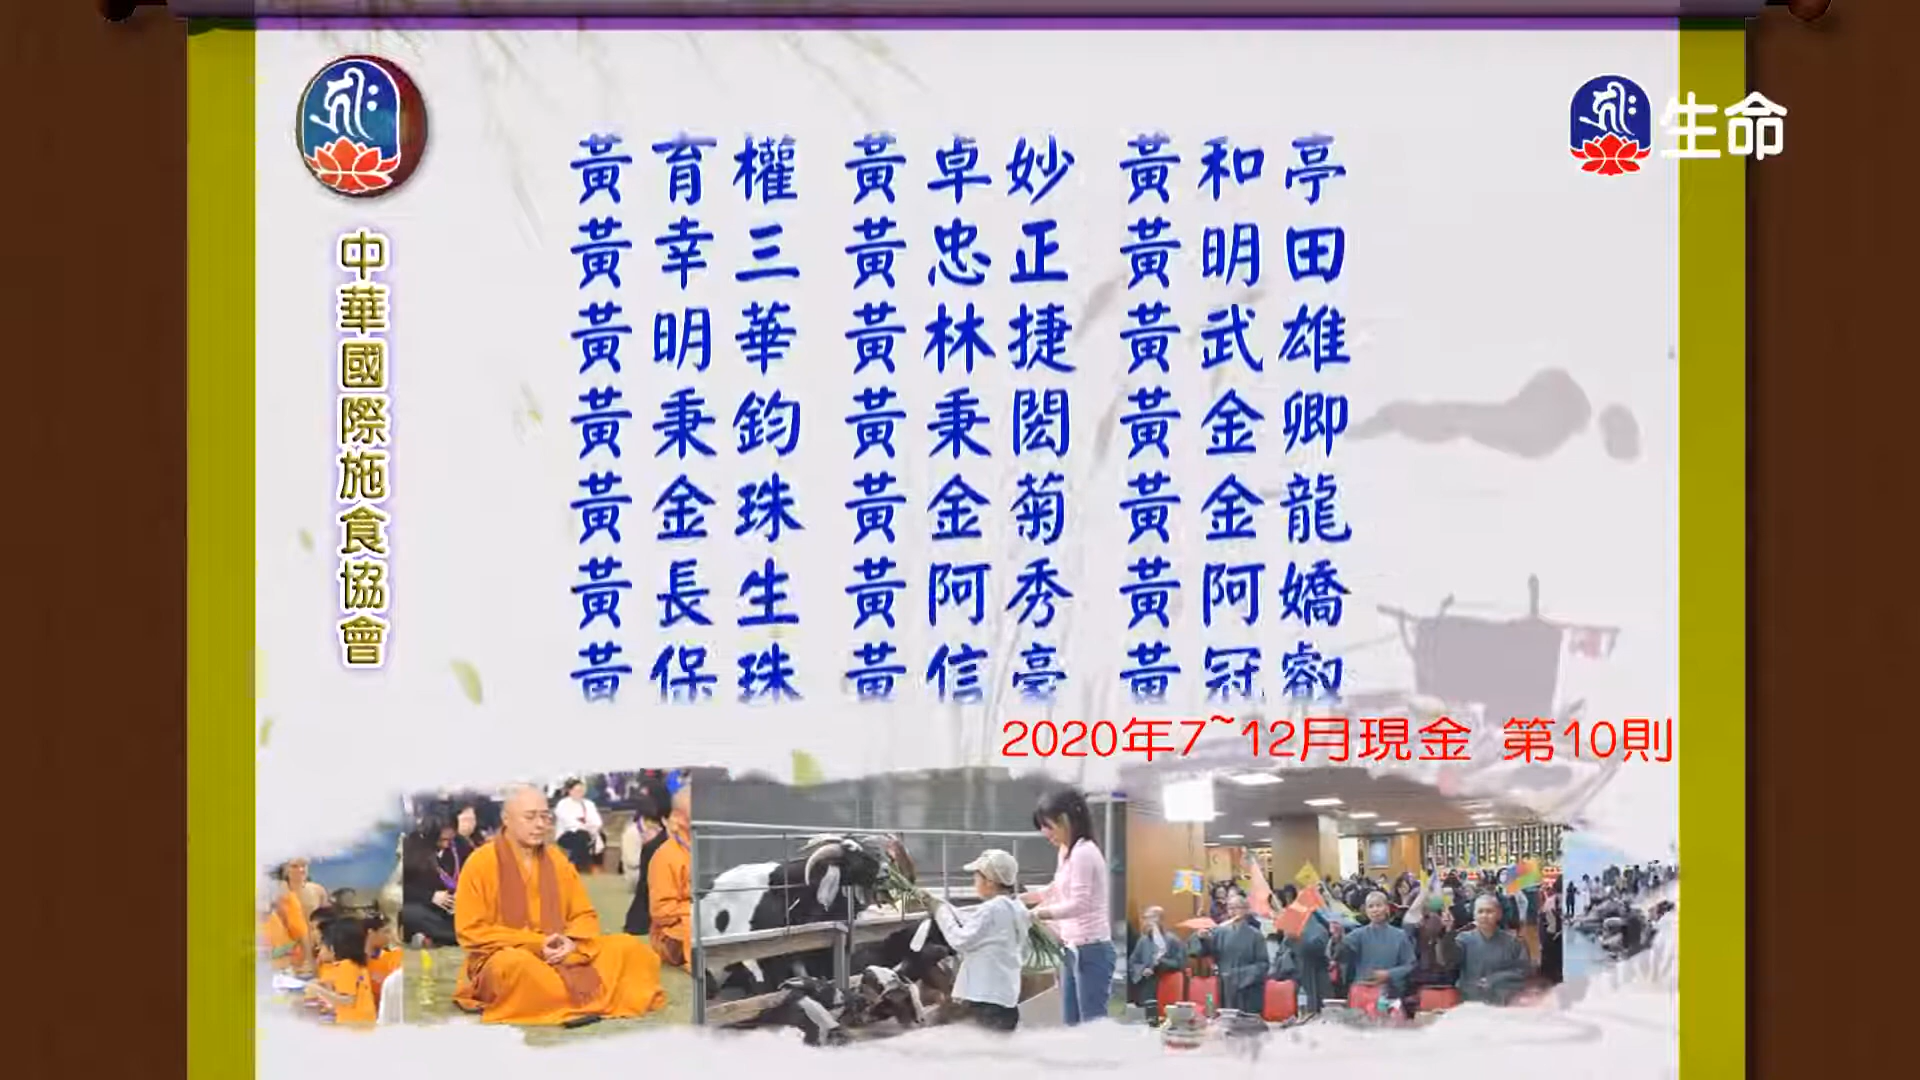 生命
中華國際施食協會
黃育權 黃卓妙 黃和亭
黃幸三 黃忠正 黃明田
黃明華 黃林捷 黃武雄
黃秉鈞 黃秉閎 黃金卿
黃金珠 黃金菊 黃金龍
黃長生 黃阿秀 黃阿嬌
黃保珠 黃信豪 黃冠叡
2020年7~12月現金 第10則